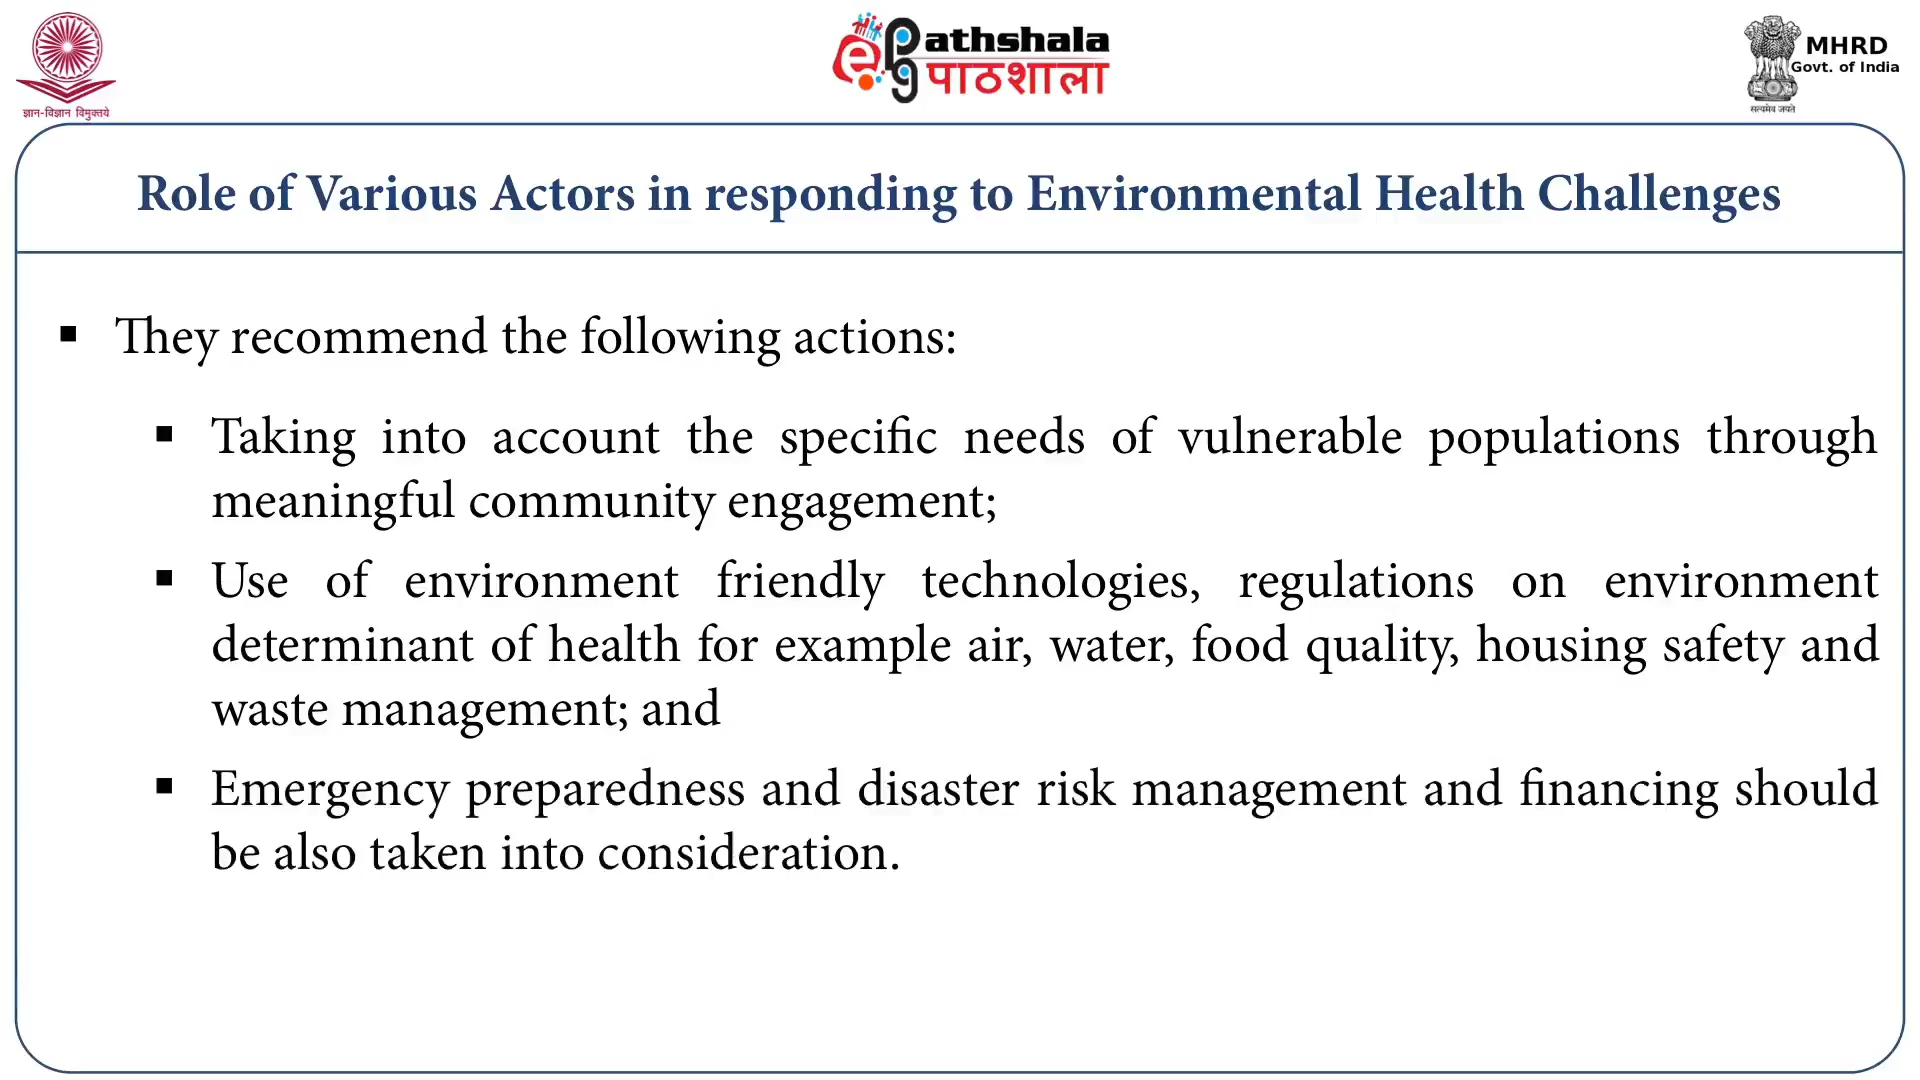 ज्ञान-विज्ञान विमुक्तये
ePg Pathshala
पाठशाला
MHRD
Govt. of India
सत्यमेव जयते
Role of Various Actors in responding to Environmental Health Challenges
▪ They recommend the following actions:
▪ Taking into account the specific needs of vulnerable populations through
meaningful community engagement;
▪ Use of environment friendly technologies, regulations on environment
determinant of health for example air, water, food quality, housing safety and
waste management; and
▪ Emergency preparedness and disaster risk management and financing should
be also taken into consideration.